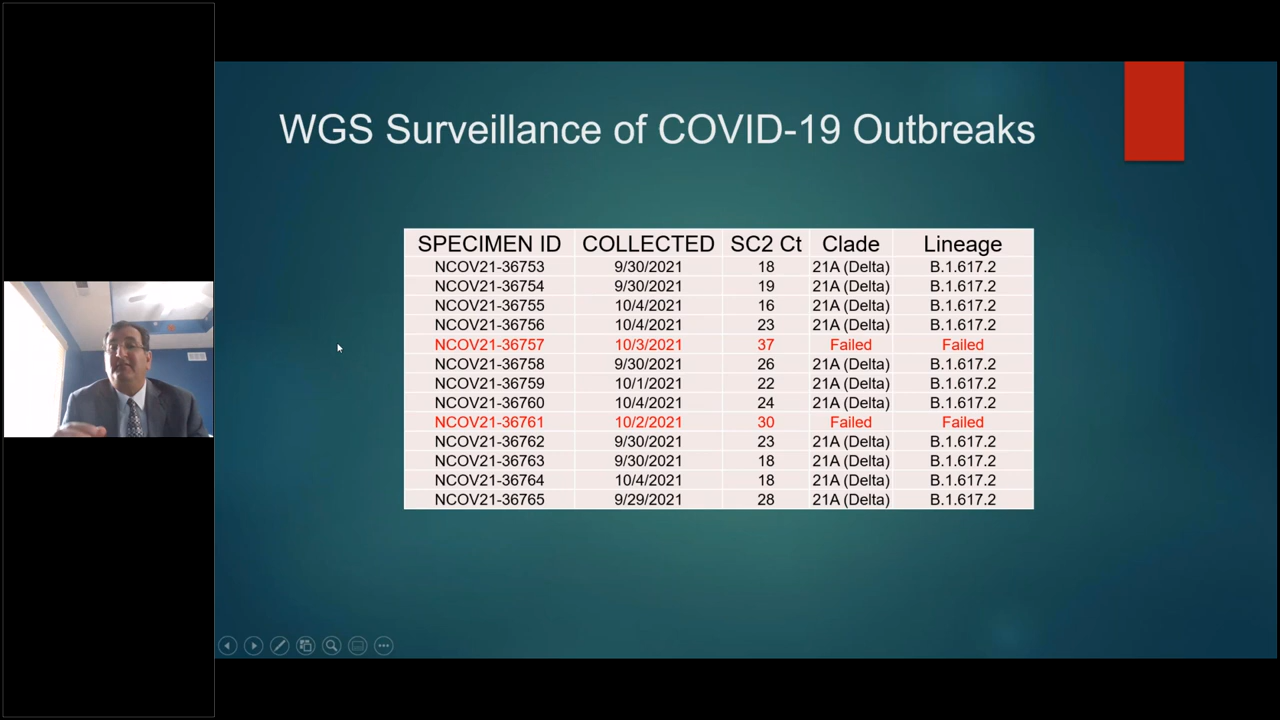 WGS Surveillance of COVID-19 Outbreaks
SPECIMEN ID COLLECTED SC2 Ct Clade Lineage
NCOV21-36753 9/30/2021 18 21A (Delta) B.1.617.2
NCOV21-36754 9/30/2021 19 21A (Delta) B.1.617.2
NCOV21-36755 10/4/2021 16 21A (Delta) B.1.617.2
NCOV21-36756 10/4/2021 23 21A (Delta) B.1.617.2
NCOV21-36757 10/3/2021 37 Failed Failed
NCOV21-36758 9/30/2021 26 21A (Delta) B.1.617.2
NCOV21-36759 10/1/2021 22 21A (Delta) B.1.617.2
NCOV21-36760 10/4/2021 24 21A (Delta) B.1.617.2
NCOV21-36761 10/2/2021 30 Failed Failed
NCOV21-36762 9/30/2021 23 21A (Delta) B.1.617.2
NCOV21-36763 9/30/2021 18 21A (Delta) B.1.617.2
NCOV21-36764 10/4/2021 18 21A (Delta) B.1.617.2
NCOV21-36765 9/29/2021 28 21A (Delta) B.1.617.2